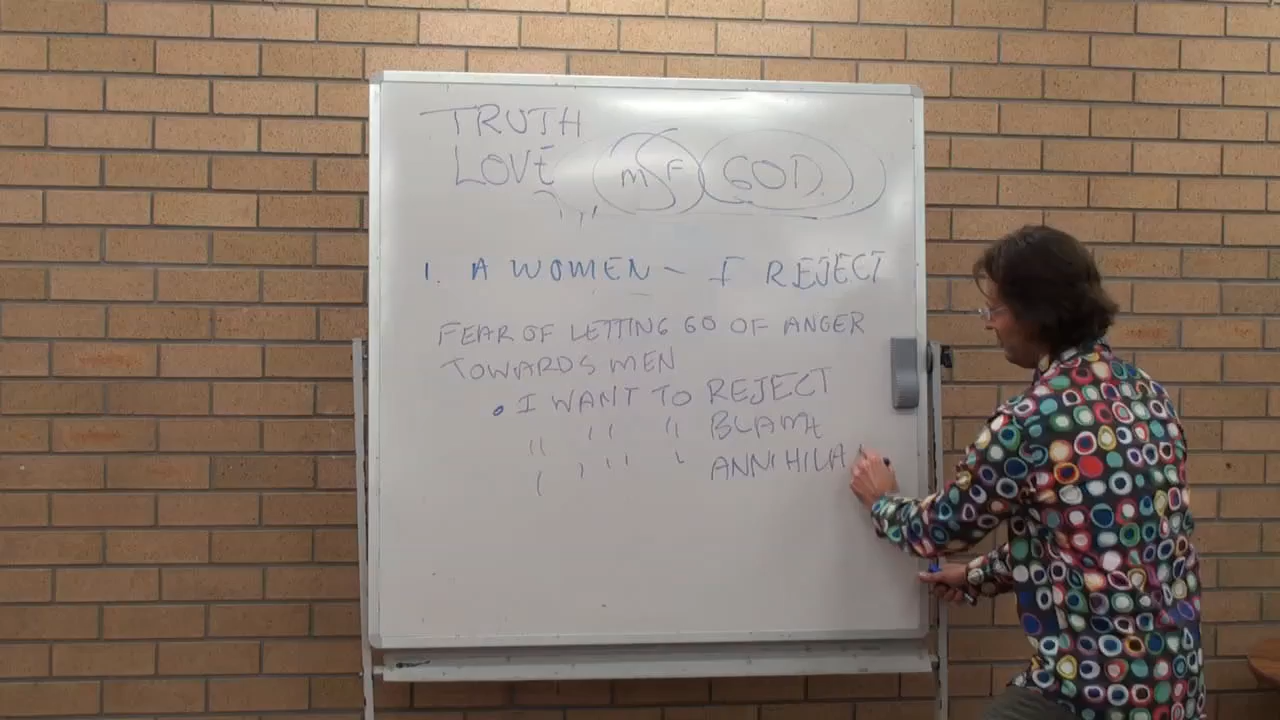 TRUTH
LOVE M F GOD
" "
1. A WOMEN - I REJECT
FEAR OF LETTING GO OF ANGER
TOWARDS MEN
• I WANT TO REJECT
" " " BLAME
" " " ANNIHILA